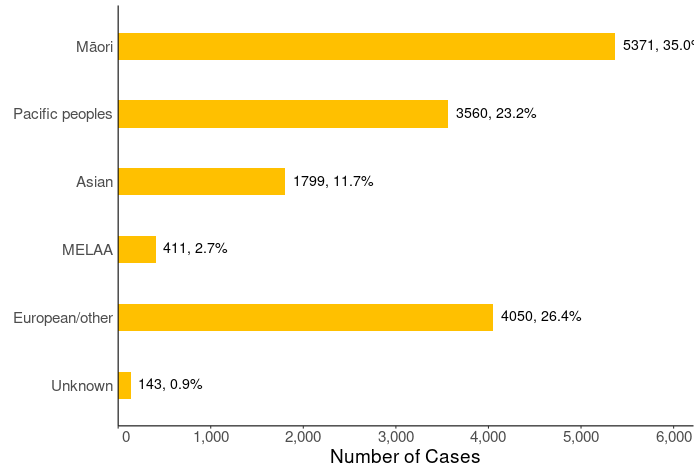 Māori 5371, 35.0%
Pacific peoples 3560, 23.2%
Asian 1799, 11.7%
MELAA 411, 2.7%
European/other 4050, 26.4%
Unknown 143, 0.9%
0 1,000 2,000 3,000 4,000 5,000 6,000
Number of Cases